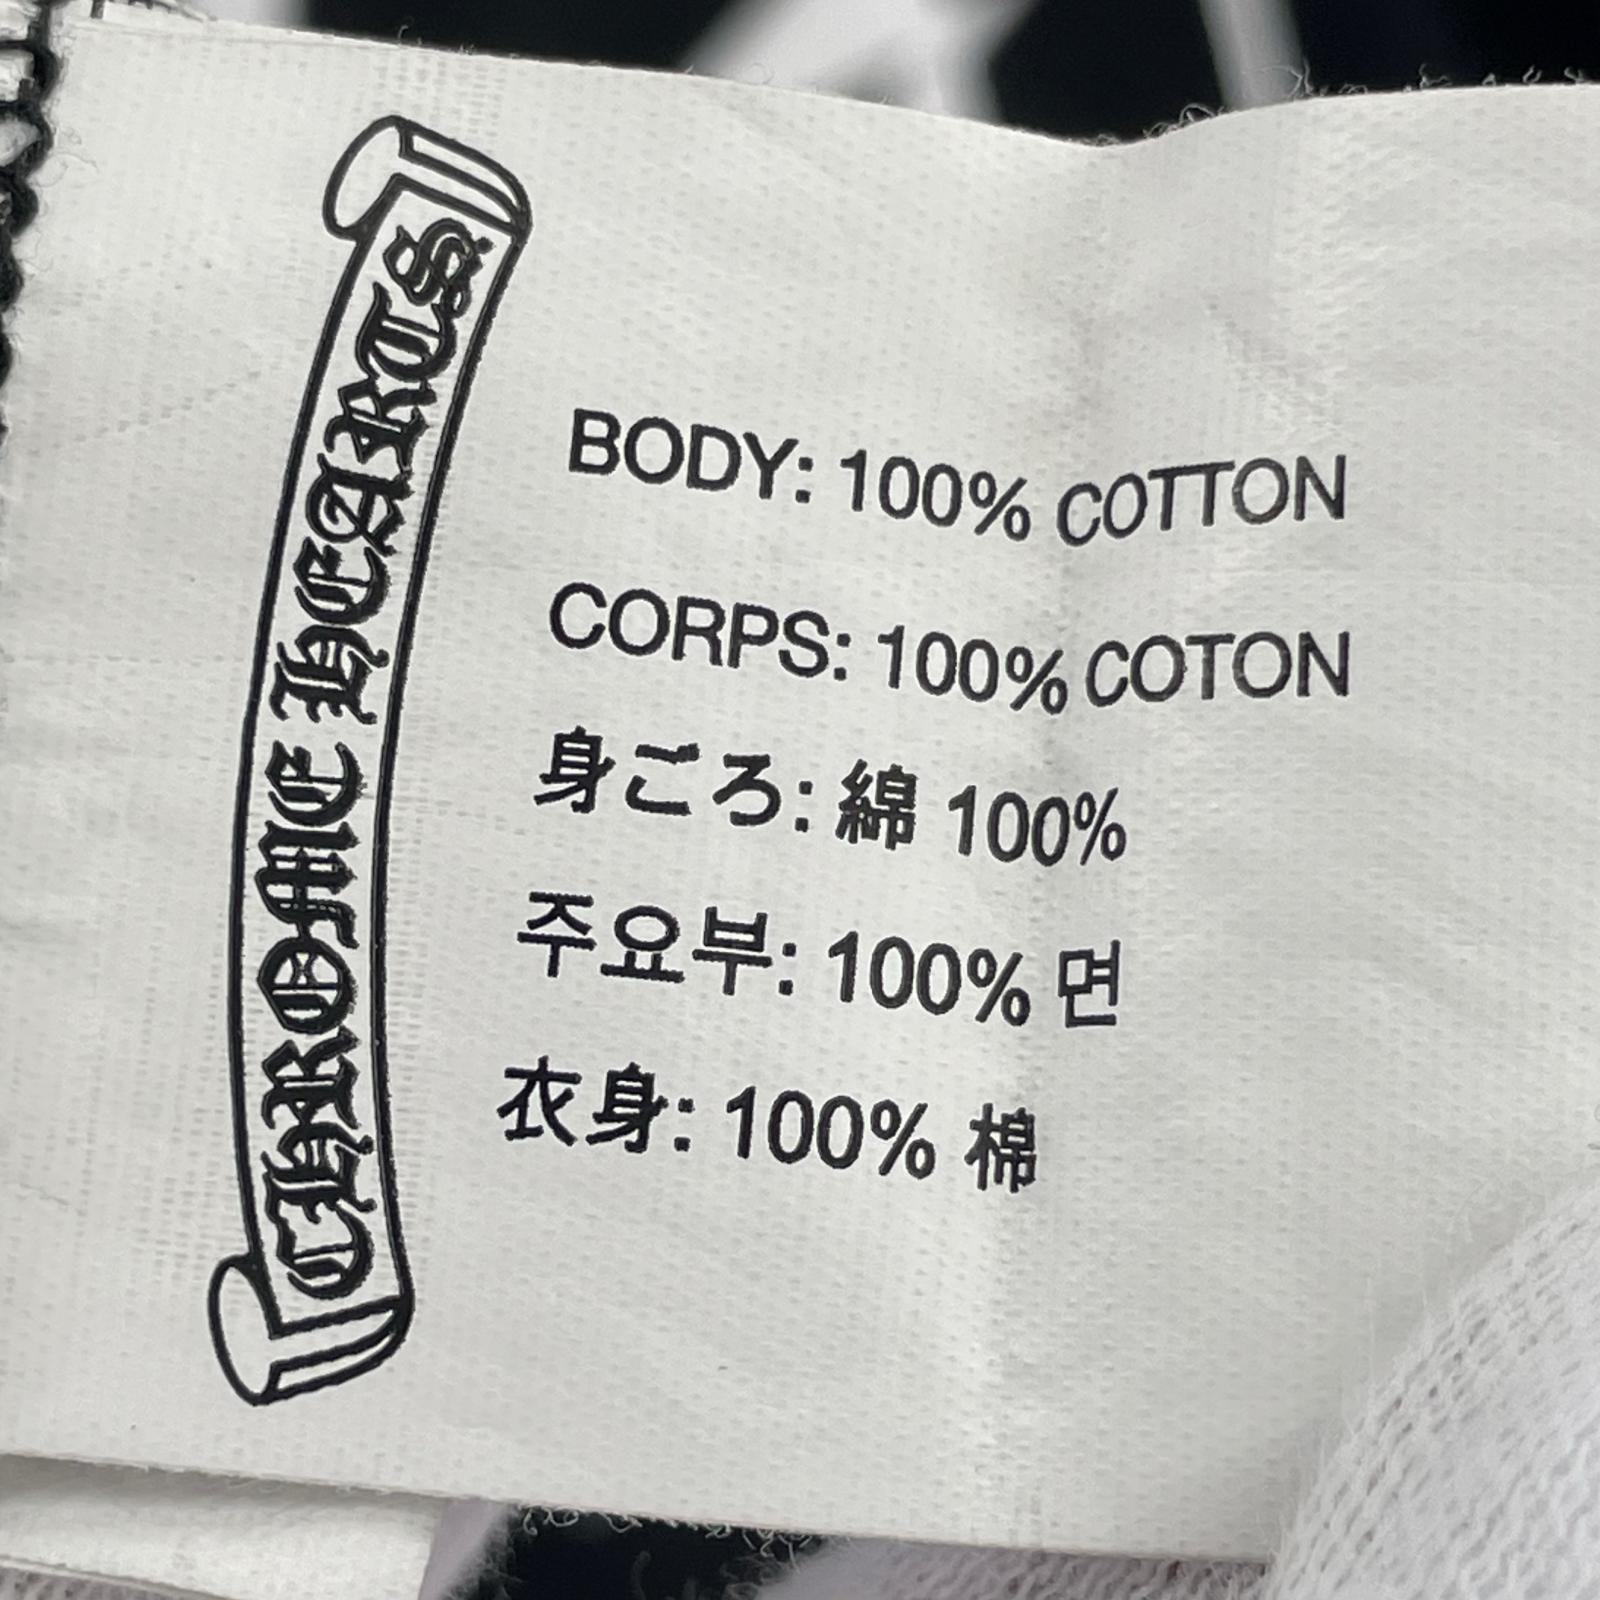 CHROME HEARTS
BODY: 100% COTTON
CORPS: 100% COTON
身ごろ: 綿 100%
주요부: 100% 면
衣身: 100% 棉